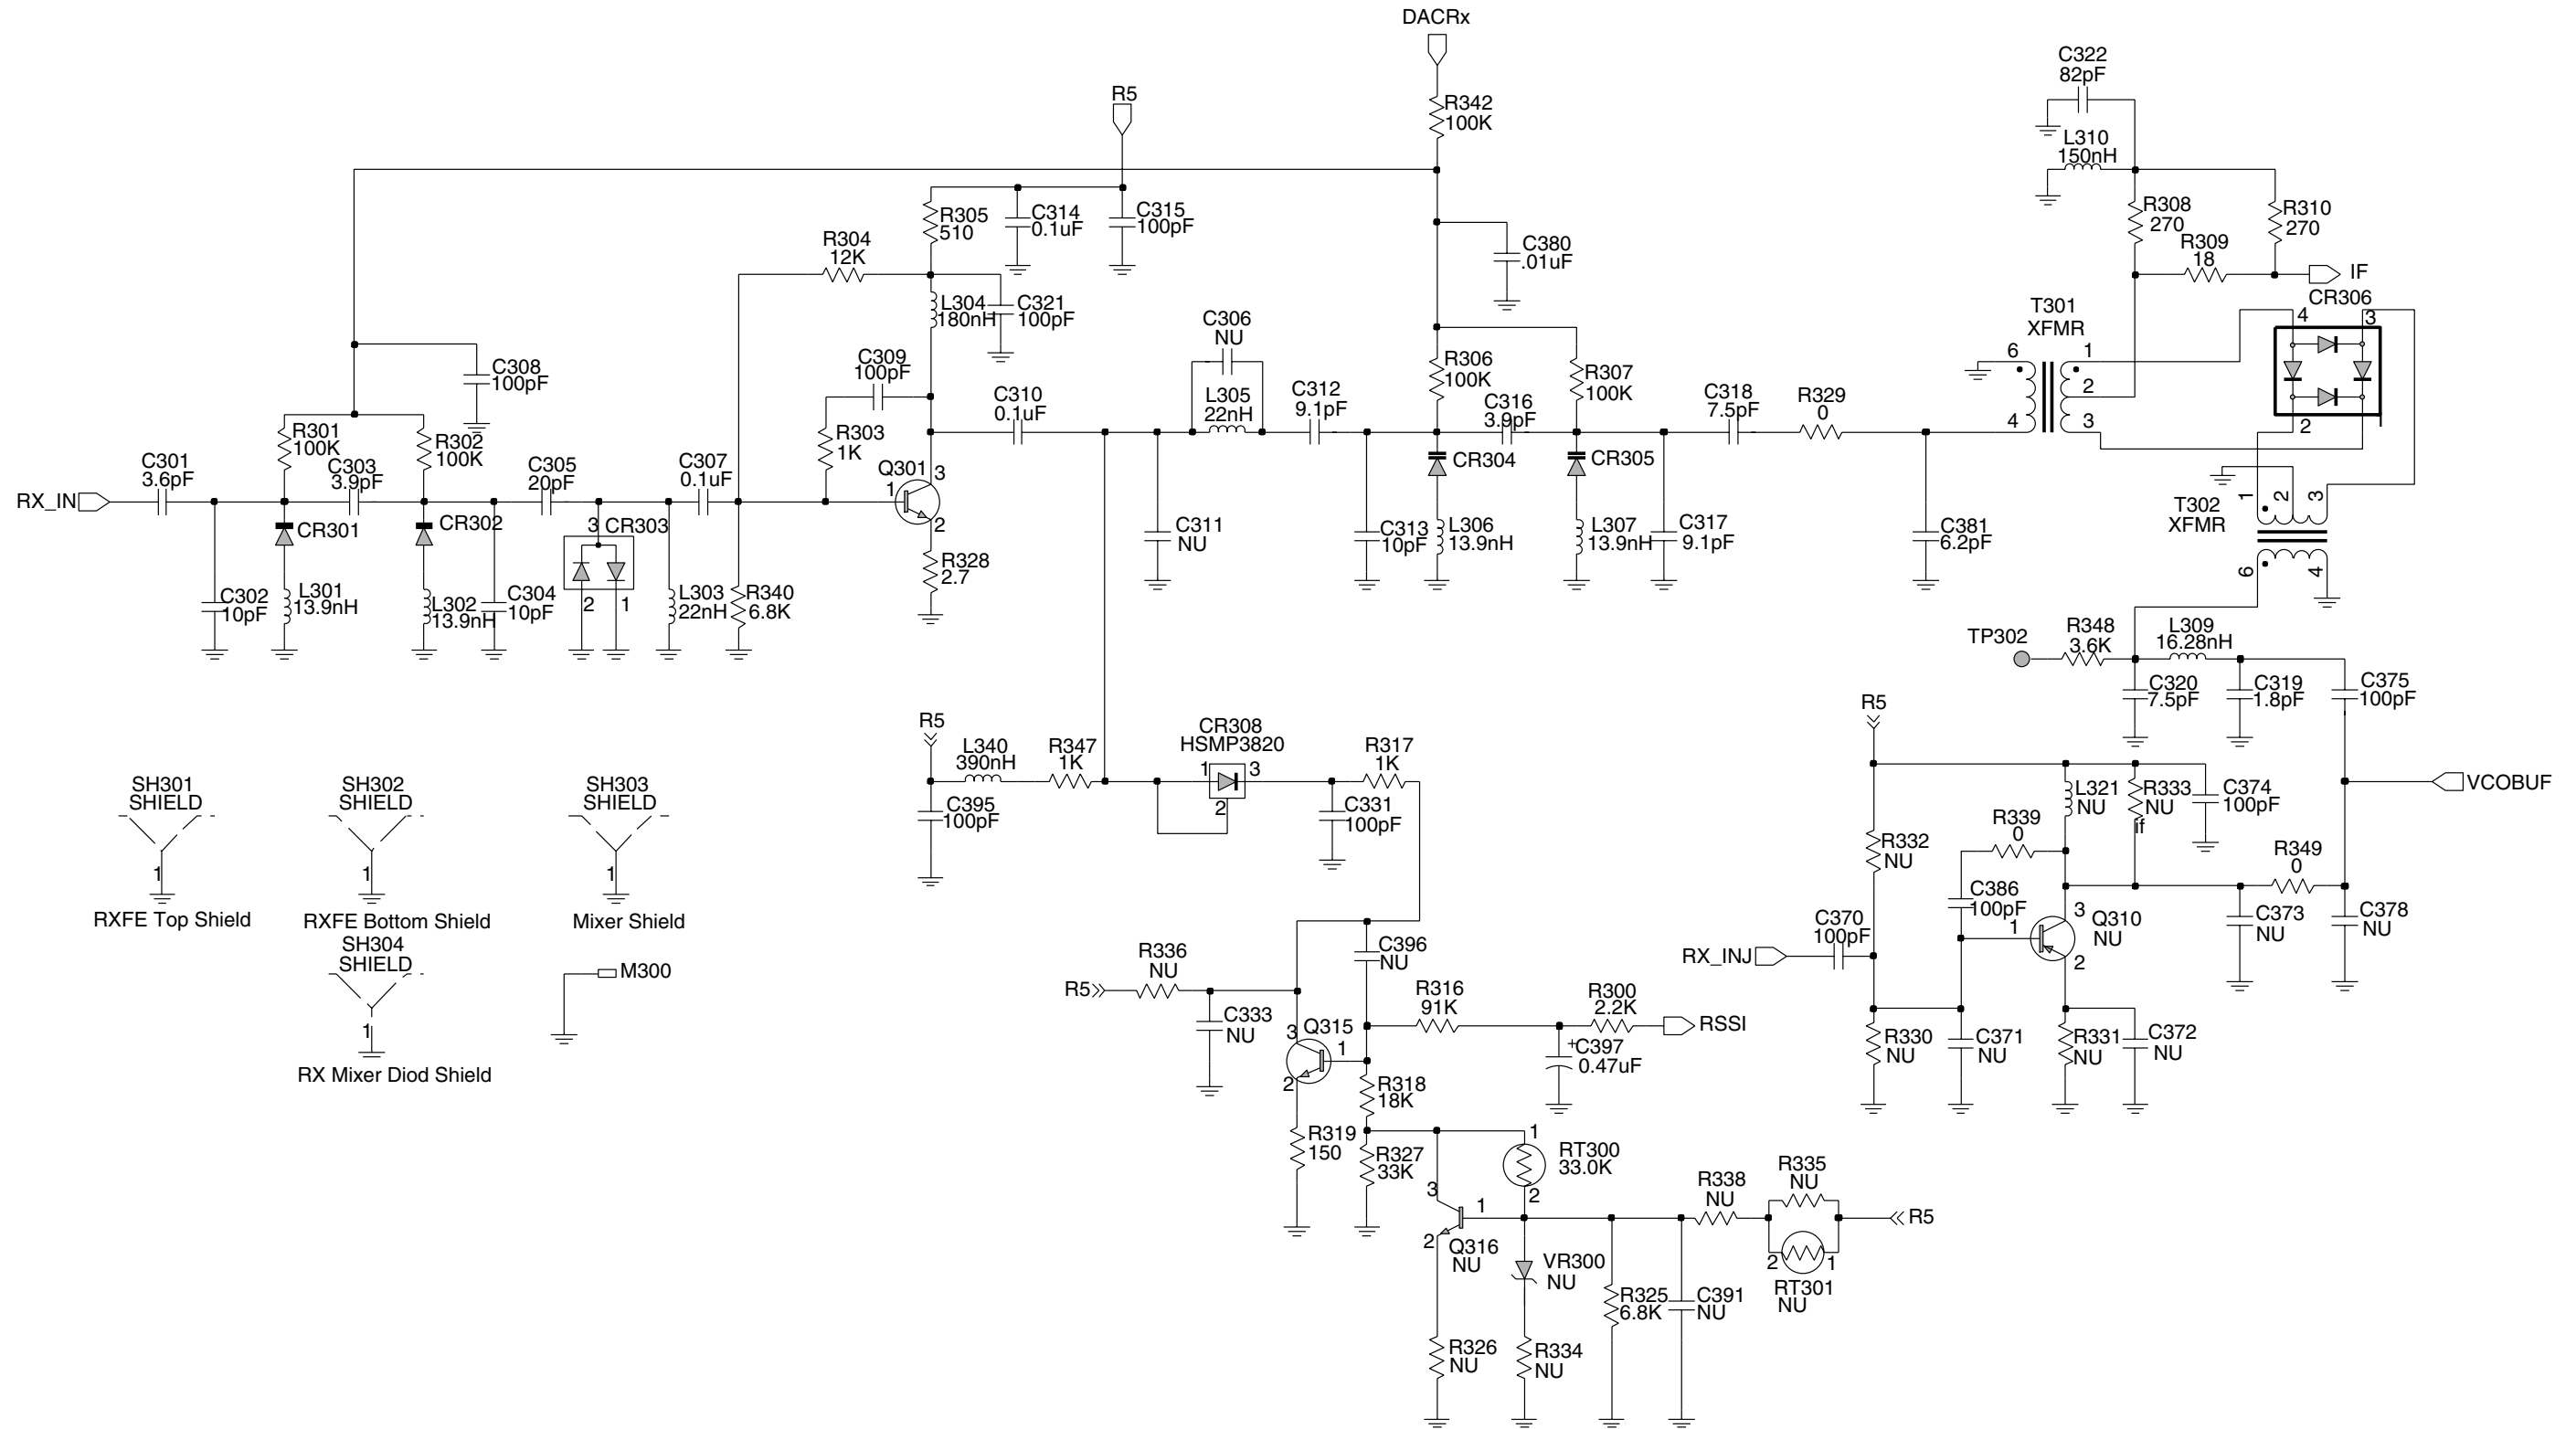 DACRx
R342
100K
R5
C322
82pF
L310
150nH
R308
270
R310
270
R309
18
IF
CR306
4
3
2
T301
XFMR
6
4
1
2
3
R305
510
C314
0.1uF
C315
100pF
R304
12K
L304
180nH
C321
100pF
C380
.01uF
C308
100pF
C309
100pF
C306
NU
L305
22nH
R306
100K
R307
100K
C310
0.1uF
C312
9.1pF
C316
3.9pF
C318
7.5pF
R329
0
R301
100K
R302
100K
R303
1K
C301
3.6pF
C303
3.9pF
C305
20pF
C307
0.1uF
Q301
3
1
2
CR304
CR305
RX_IN
CR301
CR302
3
CR303
2
1
C302
10pF
L301
13.9nH
L302
13.9nH
C304
10pF
L303
22nH
R340
6.8K
R328
2.7
C311
NU
C313
10pF
L306
13.9nH
L307
13.9nH
C317
9.1pF
C381
6.2pF
T302
XFMR
1
2
3
6
4
TP302
R348
3.6K
L309
16.28nH
C320
7.5pF
C319
1.8pF
C375
100pF
R5
L340
390nH
R347
1K
CR308
HSMP3820
1
3
2
R317
1K
C395
100pF
C331
100pF
R5
L321
NU
R333
NU
if
C374
100pF
VCOBUF
R332
NU
R339
0
R349
0
C386
100pF
3
1
2
Q310
NU
C373
NU
C378
NU
C370
100pF
RX_INJ
R330
NU
C371
NU
R331
NU
C372
NU
SH301
SHIELD
1
RXFE Top Shield
SH302
SHIELD
1
RXFE Bottom Shield
SH303
SHIELD
1
Mixer Shield
SH304
SHIELD
1
RX Mixer Diod Shield
M300
R5
R336
NU
C333
NU
C396
NU
R316
91K
R300
2.2K
RSSI
+
C397
0.47uF
Q315
3
1
2
R318
18K
R319
150
R327
33K
1
RT300
33.0K
2
3
1
2
Q316
NU
VR300
NU
R338
NU
R335
NU
R5
2
1
RT301
NU
R325
6.8K
C391
NU
R326
NU
R334
NU